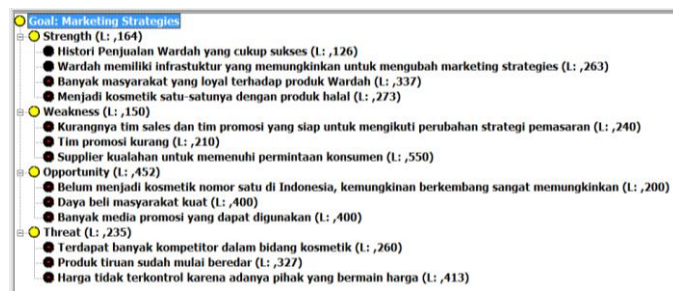 Goal: Marketing Strategies
Strength (L: ,164)
Histori Penjualan Wardah yang cukup sukses (L: ,126)
Wardah memiliki infrastuktur yang memungkinkan untuk mengubah marketing strategies (L: ,263)
Banyak masyarakat yang loyal terhadap produk Wardah (L: ,337)
Menjadi kosmetik satu-satunya dengan produk halal (L: ,273)
Weakness (L: ,150)
Kurangnya tim sales dan tim promosi yang siap untuk mengikuti perubahan strategi pemasaran (L: ,240)
Tim promosi kurang (L: ,210)
Supplier kualahan untuk memenuhi permintaan konsumen (L: ,550)
Opportunity (L: ,452)
Belum menjadi kosmetik nomor satu di Indonesia, kemungkinan berkembang sangat memungkinkan (L: ,200)
Daya beli masyarakat kuat (L: ,400)
Banyak media promosi yang dapat digunakan (L: ,400)
Threat (L: ,235)
Terdapat banyak kompetitor dalam bidang kosmetik (L: ,260)
Produk tiruan sudah mulai beredar (L: ,327)
Harga tidak terkontrol karena adanya pihak yang bermain harga (L: ,413)